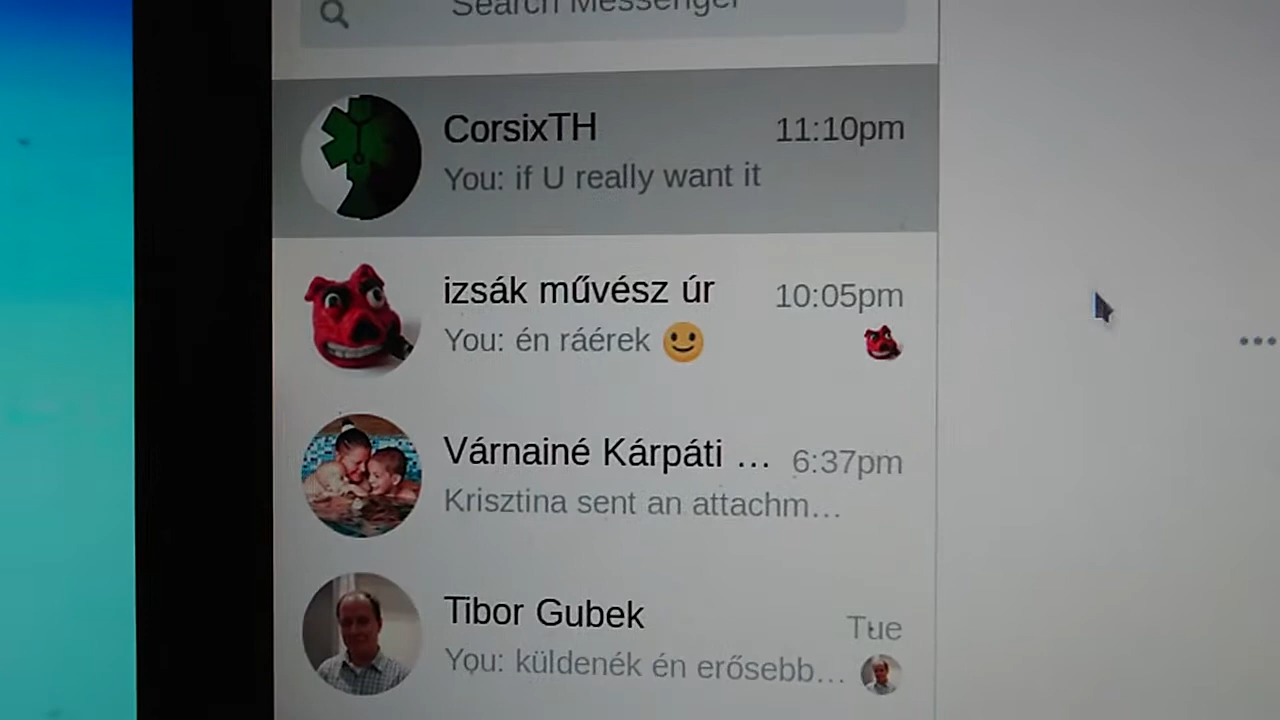 Search Messenger
CorsixTH
11:10pm
You: if U really want it
izsák művész úr
10:05pm
You: én ráérek 🙂
Várnainé Kárpáti ...
6:37pm
Krisztina sent an attachm...
Tibor Gubek
Tue
You: küldenék én erősebb...